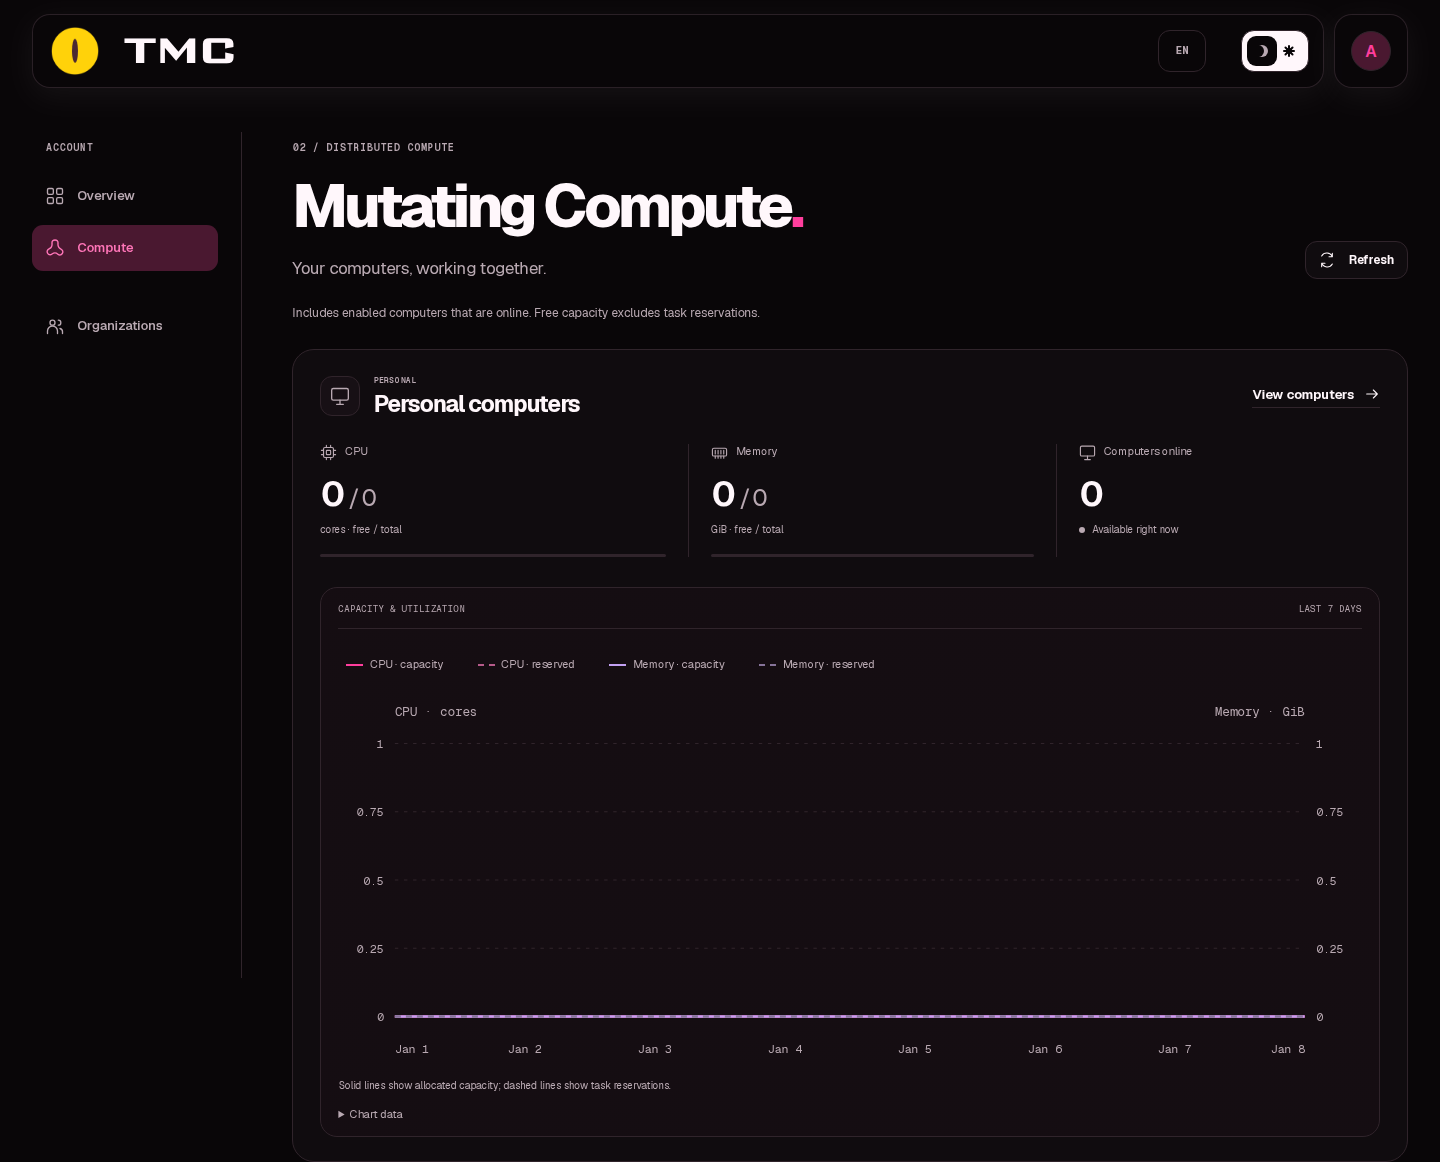 TMC
EN
A
ACCOUNT
Overview
Compute
Organizations
02 / DISTRIBUTED COMPUTE
Mutating Compute.
Your computers, working together.
Refresh
Includes enabled computers that are online. Free capacity excludes task reservations.
PERSONAL
Personal computers
View computers →
CPU
0 / 0
cores · free / total
Memory
0 / 0
GiB · free / total
Computers online
0
Available right now
CAPACITY & UTILIZATION
LAST 7 DAYS
CPU · capacity
CPU · reserved
Memory · capacity
Memory · reserved
CPU · cores
Memory · GiB
1
1
0.75
0.75
0.5
0.5
0.25
0.25
0
0
Jan 1 Jan 2 Jan 3 Jan 4 Jan 5 Jan 6 Jan 7 Jan 8
Solid lines show allocated capacity; dashed lines show task reservations.
Chart data